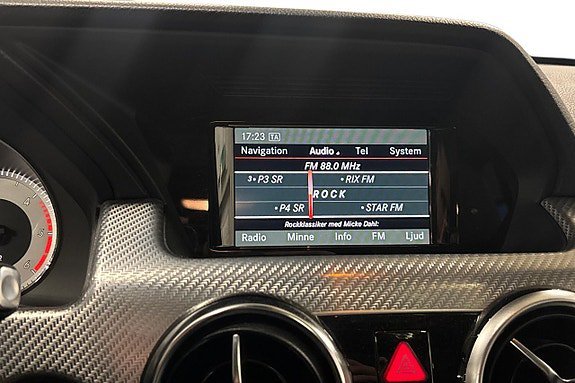 17:23 TA
Navigation Audio Tel System
FM 88.0 MHz
3 • P3 SR • RIX FM
ROCK
• P4 SR • STAR FM
Rockklassiker med Micke Dahl:
Radio Minne Info FM Ljud